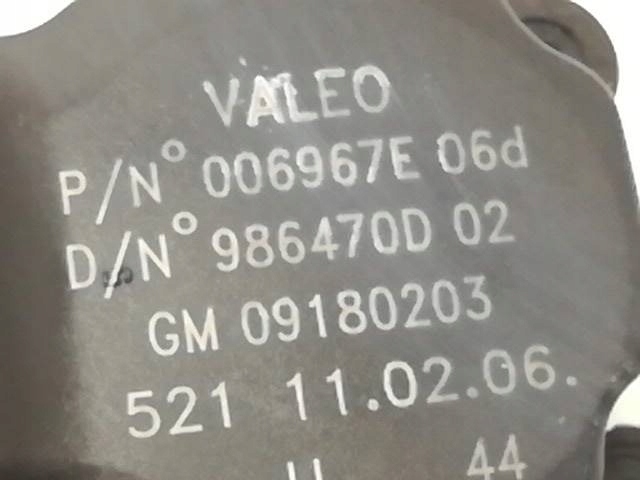 VALEO
P/N° 006967E 06d
D/N° 986470D 02
GM 09180203
521 11.02.06.
44